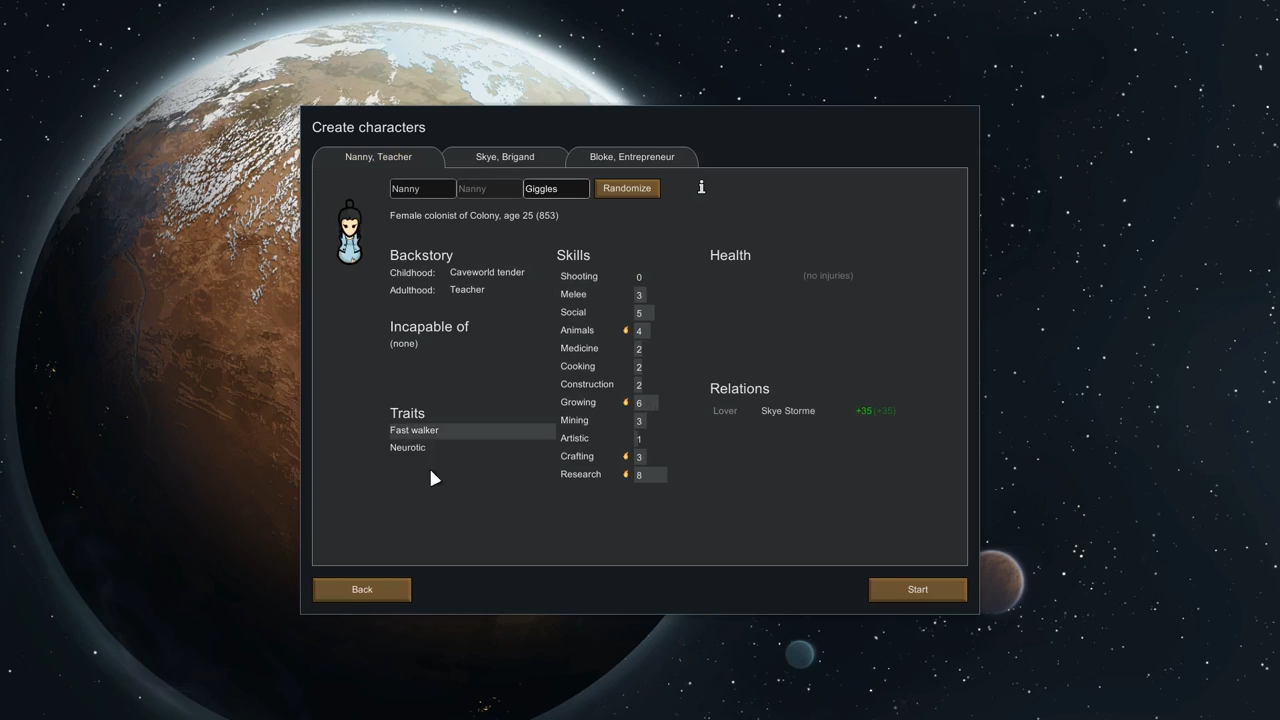 Create characters
Nanny, Teacher
Skye, Brigand
Bloke, Entrepreneur
Nanny
Nanny
Giggles
Randomize
i
Female colonist of Colony, age 25 (853)
Backstory
Childhood: Caveworld tender
Adulthood: Teacher
Incapable of
(none)
Traits
Fast walker
Neurotic
Skills
Shooting 0
Melee 3
Social 5
Animals 4
Medicine 2
Cooking 2
Construction 2
Growing 6
Mining 3
Artistic 1
Crafting 3
Research 8
Health
(no injuries)
Relations
Lover Skye Storme +35 (+35)
Back
Start